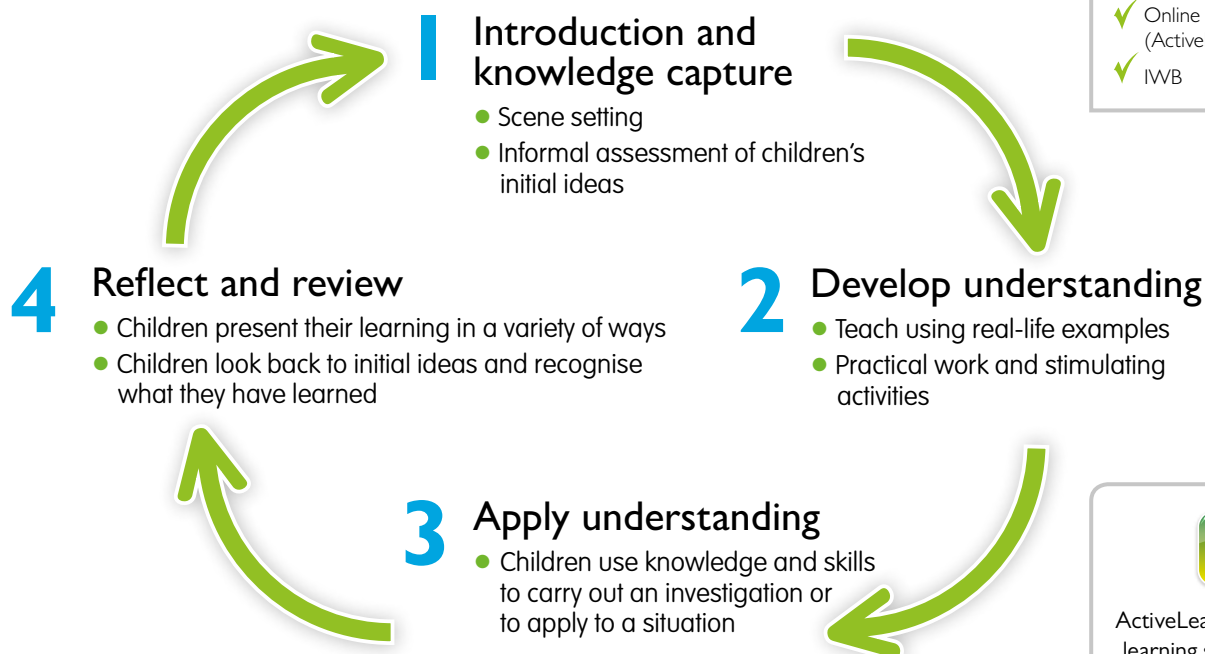 1
Introduction and
knowledge capture
● Scene setting
● Informal assessment of children's
initial ideas
Online
(Active
IWB
2
Develop understanding
● Teach using real-life examples
● Practical work and stimulating
activities
3
Apply understanding
● Children use knowledge and skills
to carry out an investigation or
to apply to a situation
4
Reflect and review
● Children present their learning in a variety of ways
● Children look back to initial ideas and recognise
what they have learned
ActiveLea
learning